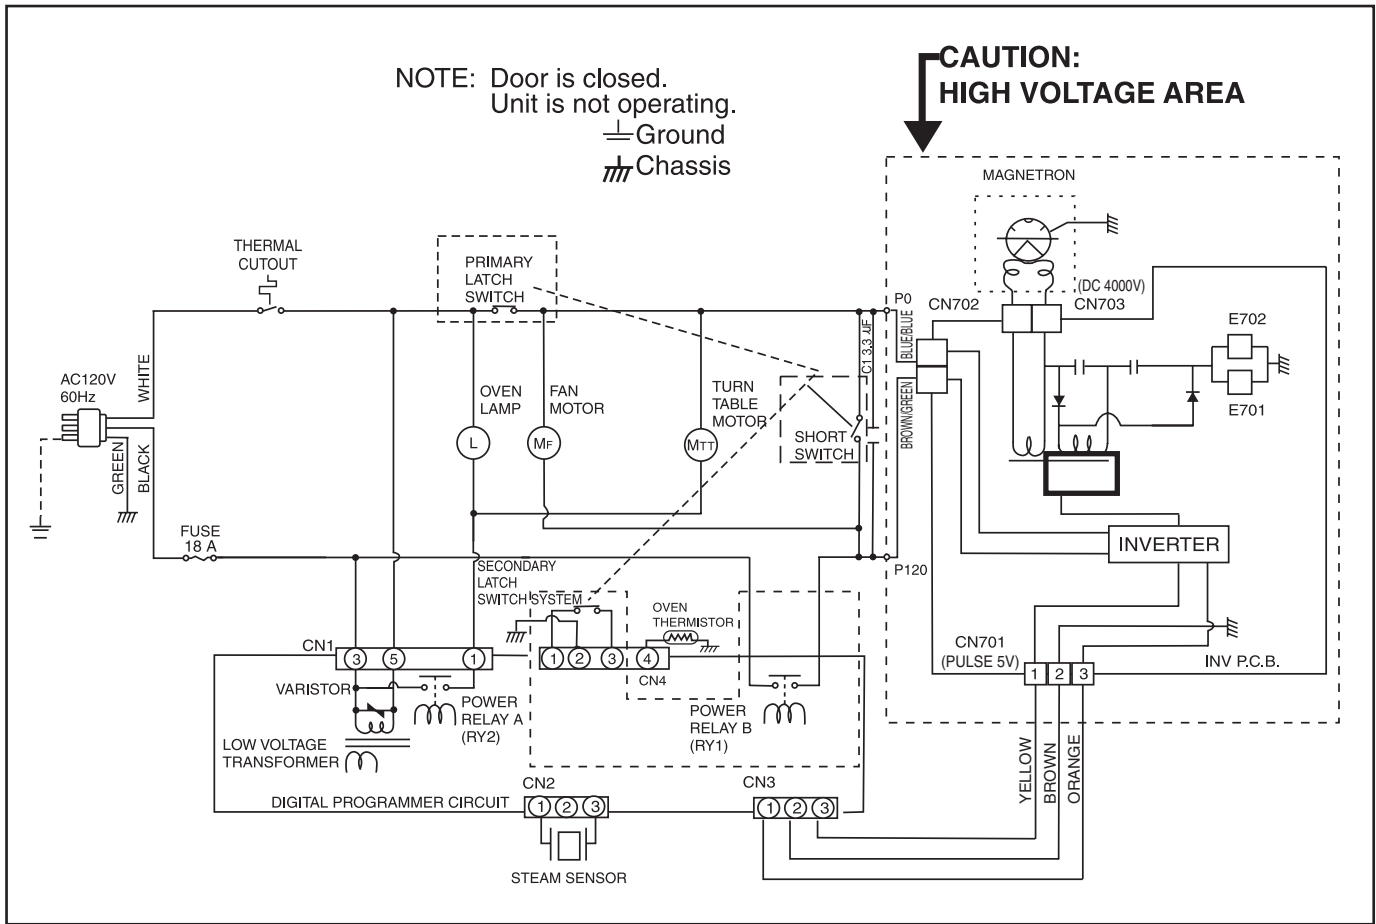 NOTE: Door is closed.
Unit is not operating.
Ground
Chassis
CAUTION:
HIGH VOLTAGE AREA
MAGNETRON
(DC 4000V)
CN702
CN703
E702
E701
THERMAL
CUTOUT
PRIMARY
LATCH
SWITCH
P0
BLUE/BLUE
C1 3.3 µF
BROWN/GREEN
AC120V
60Hz
WHITE
BLACK
GREEN
OVEN
LAMP
L
FAN
MOTOR
MF
TURN
TABLE
MOTOR
MTT
SHORT
SWITCH
FUSE
18 A
P120
INVERTER
SECONDARY
LATCH
SWITCH SYSTEM
OVEN
THERMISTOR
CN1
3 5 1
1 2 3 4
CN4
CN701
(PULSE 5V)
1 2 3
INV P.C.B.
VARISTOR
POWER
RELAY A
(RY2)
POWER
RELAY B
(RY1)
LOW VOLTAGE
TRANSFORMER
YELLOW
BROWN
ORANGE
DIGITAL PROGRAMMER CIRCUIT
CN2
1 2 3
CN3
1 2 3
STEAM SENSOR